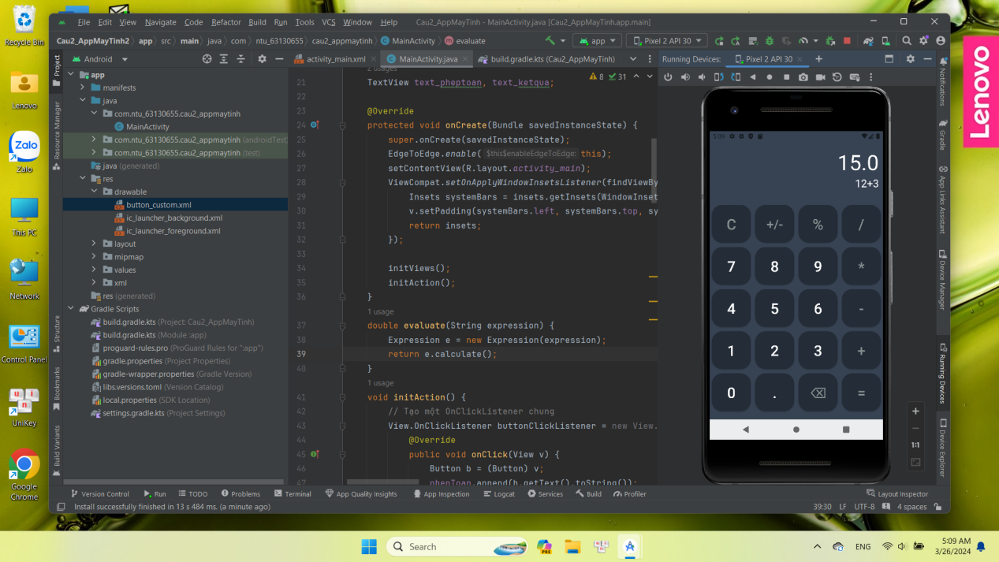 Recycle Bin
Lenovo
Zalo
Zalo
This PC
Network
Control Panel
UniKey
Google
Chrome
Lenovo
File Edit View Navigate Code Refactor Build Run Tools VCS Window Help Cau2_AppMayTinh - MainActivity.java [Cau2_AppMayTinh.app.main]
Cau2_AppMayTinh2 app src main java com ntu_63130655 cau2_appmaytinh MainActivity evaluate app Pixel 2 API 30
Project
Resource Manager
Structure
Bookmarks
Build Variants
Android
app
manifests
java
com.ntu_63130655.cau2_appmaytinh
MainActivity
com.ntu_63130655.cau2_appmaytinh (androidTest
com.ntu_63130655.cau2_appmaytinh (test)
java (generated)
res
drawable
button_custom.xml
ic_launcher_background.xml
ic_launcher_foreground.xml
layout
mipmap
values
xml
res (generated)
Gradle Scripts
build.gradle.kts (Project: Cau2_AppMayTinh)
build.gradle.kts (Module :app)
proguard-rules.pro (ProGuard Rules for ":app")
gradle.properties (Project Properties)
gradle-wrapper.properties (Gradle Version)
libs.versions.toml (Version Catalog)
local.properties (SDK Location)
settings.gradle.kts (Project Settings)
activity_main.xml MainActivity.java build.gradle.kts (Cau2_AppMayTinh)
8 31
2 usages
21 TextView text_pheptoan, text_ketqua;
22
23 @Override
24 protected void onCreate(Bundle savedInstanceState) {
25 super.onCreate(savedInstanceState);
26 EdgeToEdge.enable( $this$enableEdgeToEdge: this);
27 setContentView(R.layout.activity_main);
28 ViewCompat.setOnApplyWindowInsetsListener(findViewBy
29 Insets systemBars = insets.getInsets(WindowInset
30 v.setPadding(systemBars.left, systemBars.top, sy
31 return insets;
32 });
33
34 initViews();
35 initAction();
36 }
1 usage
37 double evaluate(String expression) {
38 Expression e = new Expression(expression);
39 return e.calculate();
40 }
1 usage
41 void initAction() {
42 // Tạo một OnClickListener chung
43 View.OnClickListener buttonClickListener = new View.
44 @Override
45 public void onClick(View v) {
46 Button b = (Button) v;
47 phepToan.append(b.getText().toString());
Running Devices: Pixel 2 API 30
5:09
15.0
12+3
C +/- % /
7 8 9 *
4 5 6 -
1 2 3 +
0 . =
1:1
Notifications
Gradle
App Links Assistant
Device Manager
Running Devices
Device Explorer
Version Control Run TODO Problems Terminal App Quality Insights App Inspection Logcat Services Build Profiler Layout Inspector
Install successfully finished in 13 s 484 ms. (a minute ago) 39:30 LF UTF-8 4 spaces
Search
PRE
ENG
5:09 AM
3/26/2024